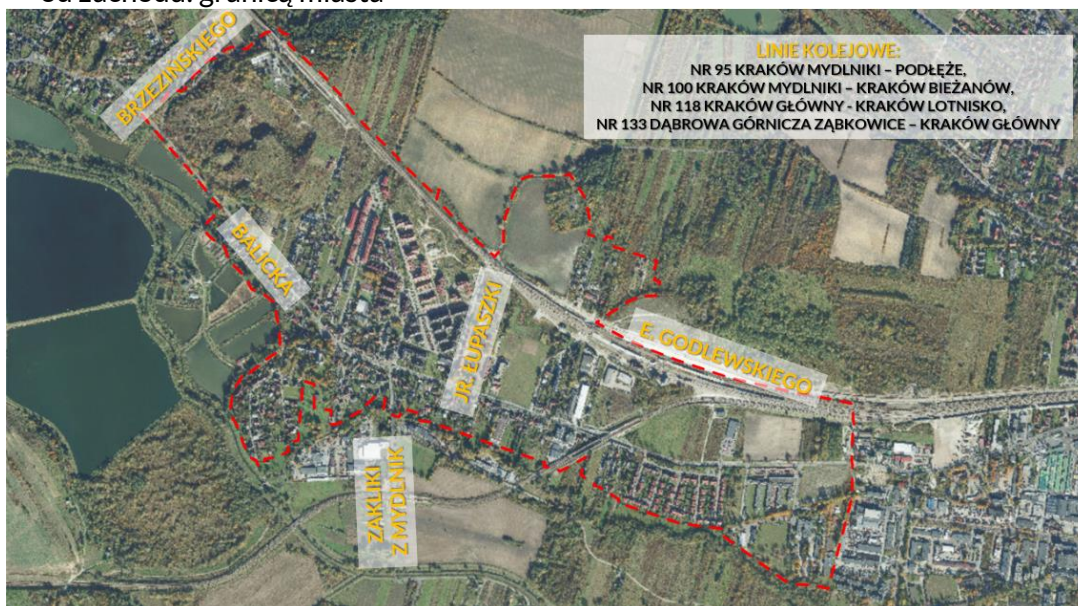 od zachodu: granicą miasta
LINIE KOLEJOWE:
NR 95 KRAKÓW MYDLNIKI – PODŁĘŻE,
NR 100 KRAKÓW MYDLNIKI – KRAKÓW BIEŻANÓW,
NR 118 KRAKÓW GŁÓWNY - KRAKÓW LOTNISKO,
NR 133 DĄBROWA GÓRNICZA ZĄBKOWICE – KRAKÓW GŁÓWNY
BRZEZIŃSKIEGO
BALICKA
JR. ŁUPASZKI
E. GODLEWSKIEGO
ZAKLIKI
Z MYDLNIK